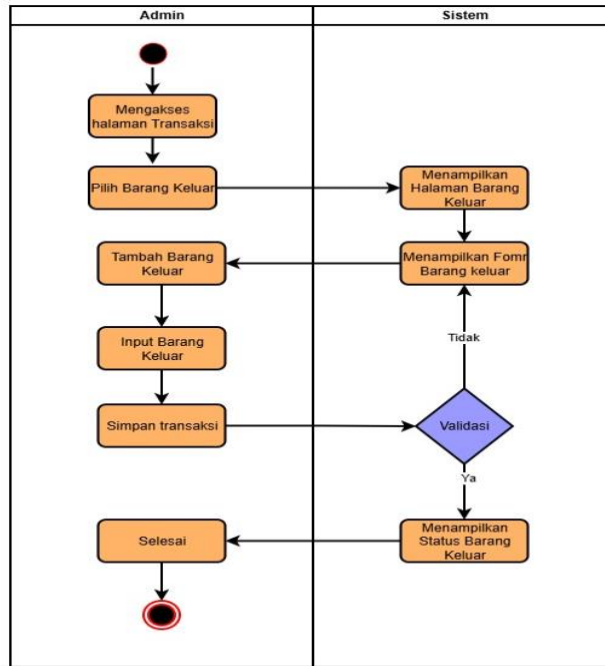 Admin
Sistem
Mengakses
halaman Transaksi
Pilih Barang Keluar
Menampilkan
Halaman Barang
Keluar
Tambah Barang
Keluar
Menampilkan Fomr
Barang keluar
Input Barang
Keluar
Tidak
Simpan transaksi
Validasi
Ya
Selesai
Menampilkan
Status Barang
Keluar